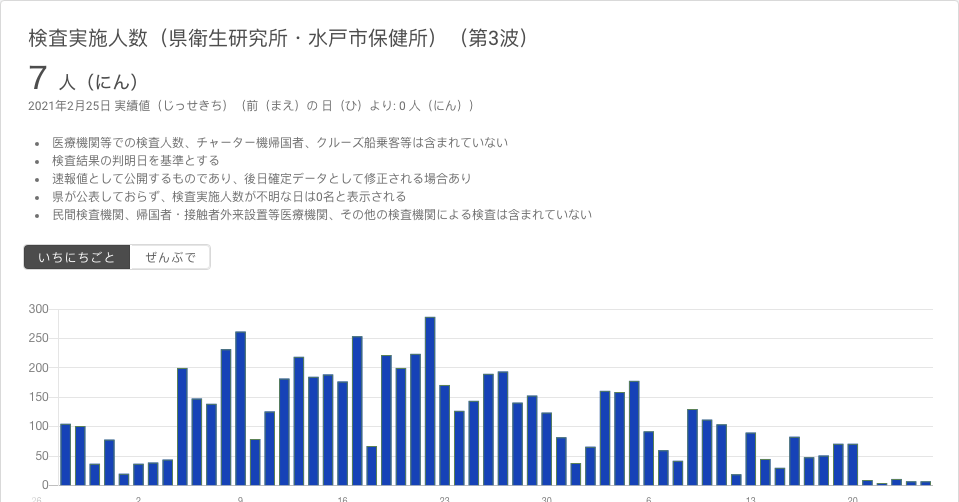 検査実施人数（県衛生研究所・水戸市保健所）（第3波）
7 人（にん）
2021年2月25日 実績値（じっせきち）（前（まえ）の 日（ひ）より: 0 人（にん））
医療機関等での検査人数、チャーター機帰国者、クルーズ船乗客等は含まれていない
検査結果の判明日を基準とする
速報値として公開するものであり、後日確定データとして修正される場合あり
県が公表しておらず、検査実施人数が不明な日は0名と表示される
民間検査機関、帰国者・接触者外来設置等医療機関、その他の検査機関による検査は含まれていない
いちにちごと ぜんぶで
300
250
200
150
100
50
0
26 2 9 16 23 30 6 13 20